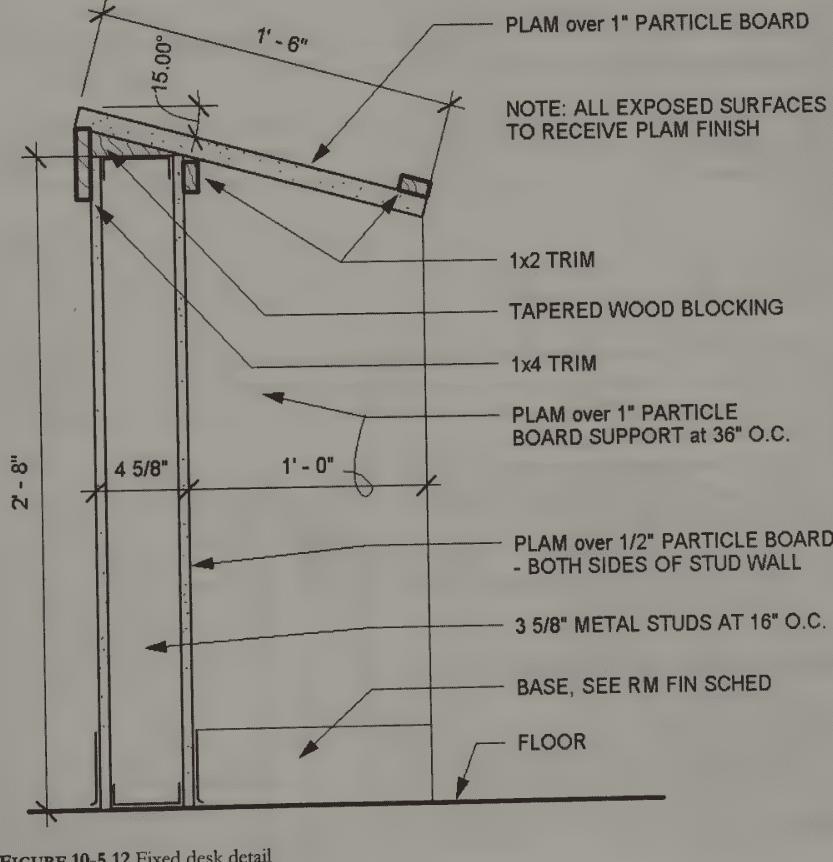 1' - 6"
PLAM over 1" PARTICLE BOARD
15.00°
NOTE: ALL EXPOSED SURFACES
TO RECEIVE PLAM FINISH
1x2 TRIM
TAPERED WOOD BLOCKING
1x4 TRIM
PLAM over 1" PARTICLE
BOARD SUPPORT at 36" O.C.
2' - 8"
4 5/8"
1' - 0"
PLAM over 1/2" PARTICLE BOARD
- BOTH SIDES OF STUD WALL
3 5/8" METAL STUDS AT 16" O.C.
BASE, SEE RM FIN SCHED
FLOOR
FIGURE 10-5.12 Fixed desk detail